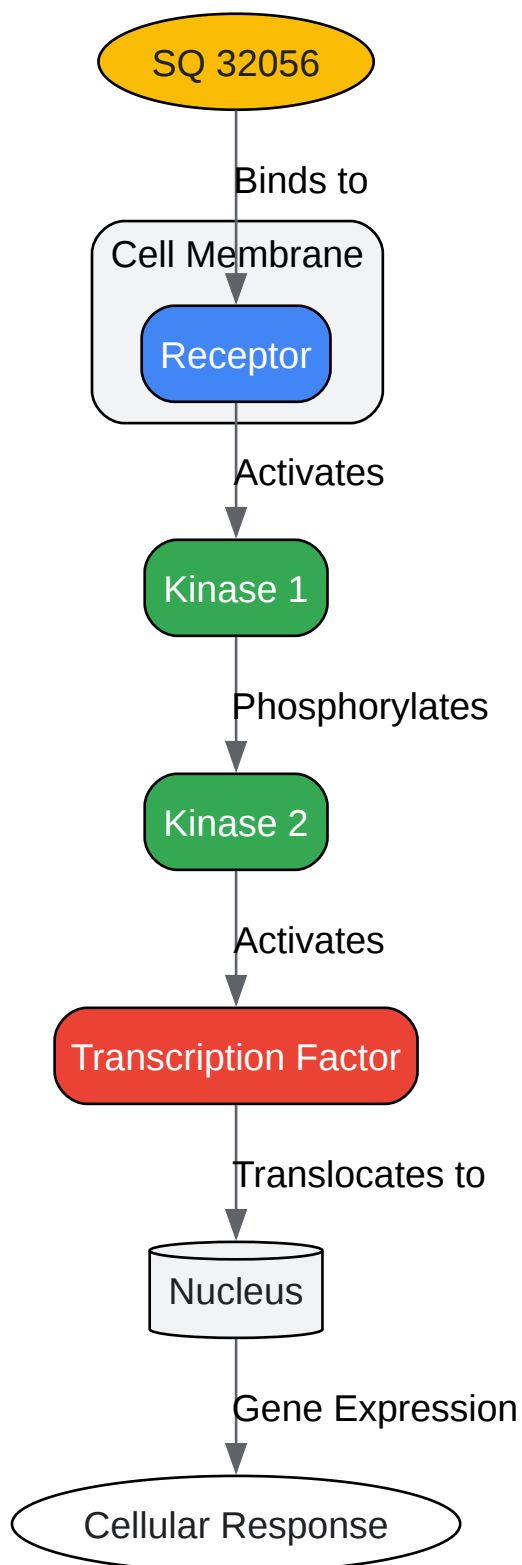 SQ 32056
Binds to
Cell Membrane
Receptor
Activates
Kinase 1
Phosphorylates
Kinase 2
Activates
Transcription Factor
Translocates to
Nucleus
Gene Expression
Cellular Response